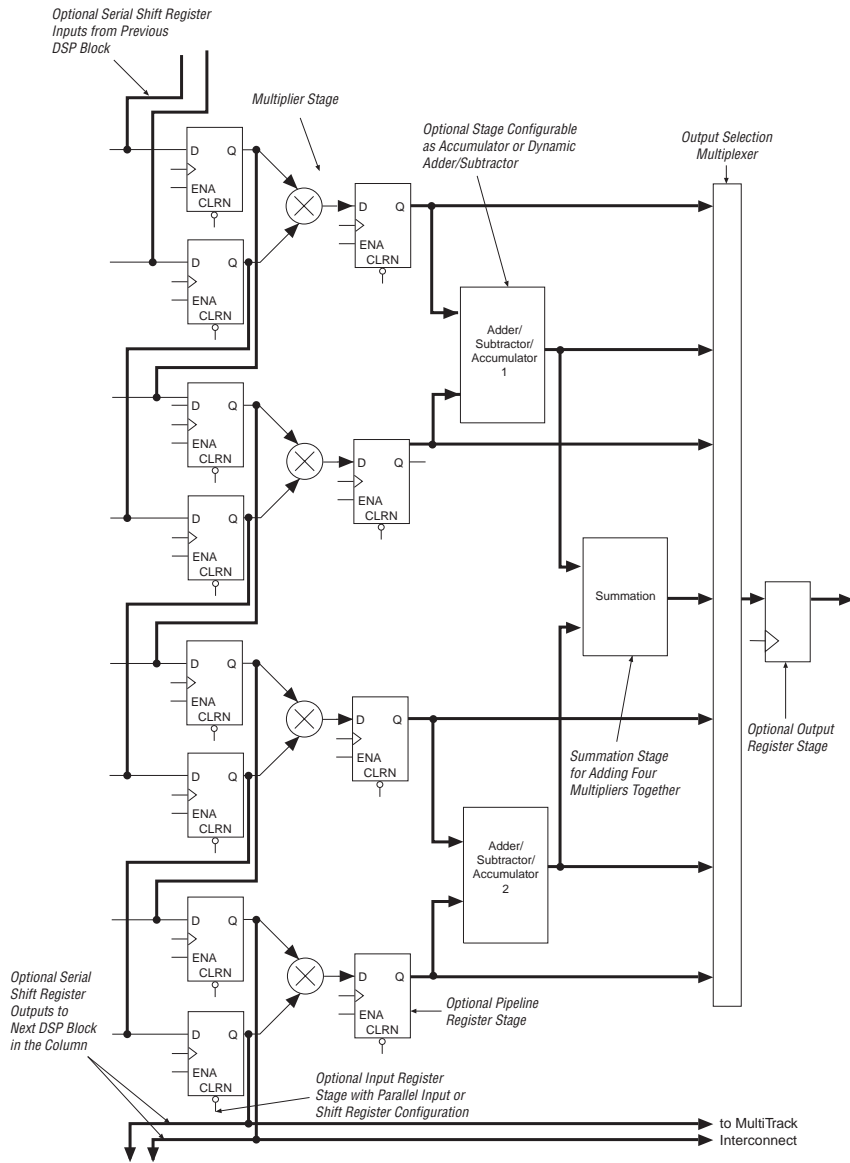 Optional Serial Shift Register
Inputs from Previous
DSP Block
Multiplier Stage
Optional Stage Configurable
as Accumulator or Dynamic
Adder/Subtractor
Output Selection
Multiplexer
D Q
ENA
CLRN
D Q
ENA
CLRN
D Q
ENA
CLRN
Adder/
Subtractor/
Accumulator
1
D Q
ENA
CLRN
D Q
ENA
CLRN
D Q
ENA
CLRN
Summation
D Q
ENA
CLRN
D Q
ENA
CLRN
D Q
ENA
CLRN
Optional Output
Register Stage
Summation Stage
for Adding Four
Multipliers Together
Adder/
Subtractor/
Accumulator
2
D Q
ENA
CLRN
D Q
ENA
CLRN
D Q
ENA
CLRN
Optional Serial
Shift Register
Outputs to
Next DSP Block
in the Column
Optional Pipeline
Register Stage
Optional Input Register
Stage with Parallel Input or
Shift Register Configuration
to MultiTrack
Interconnect